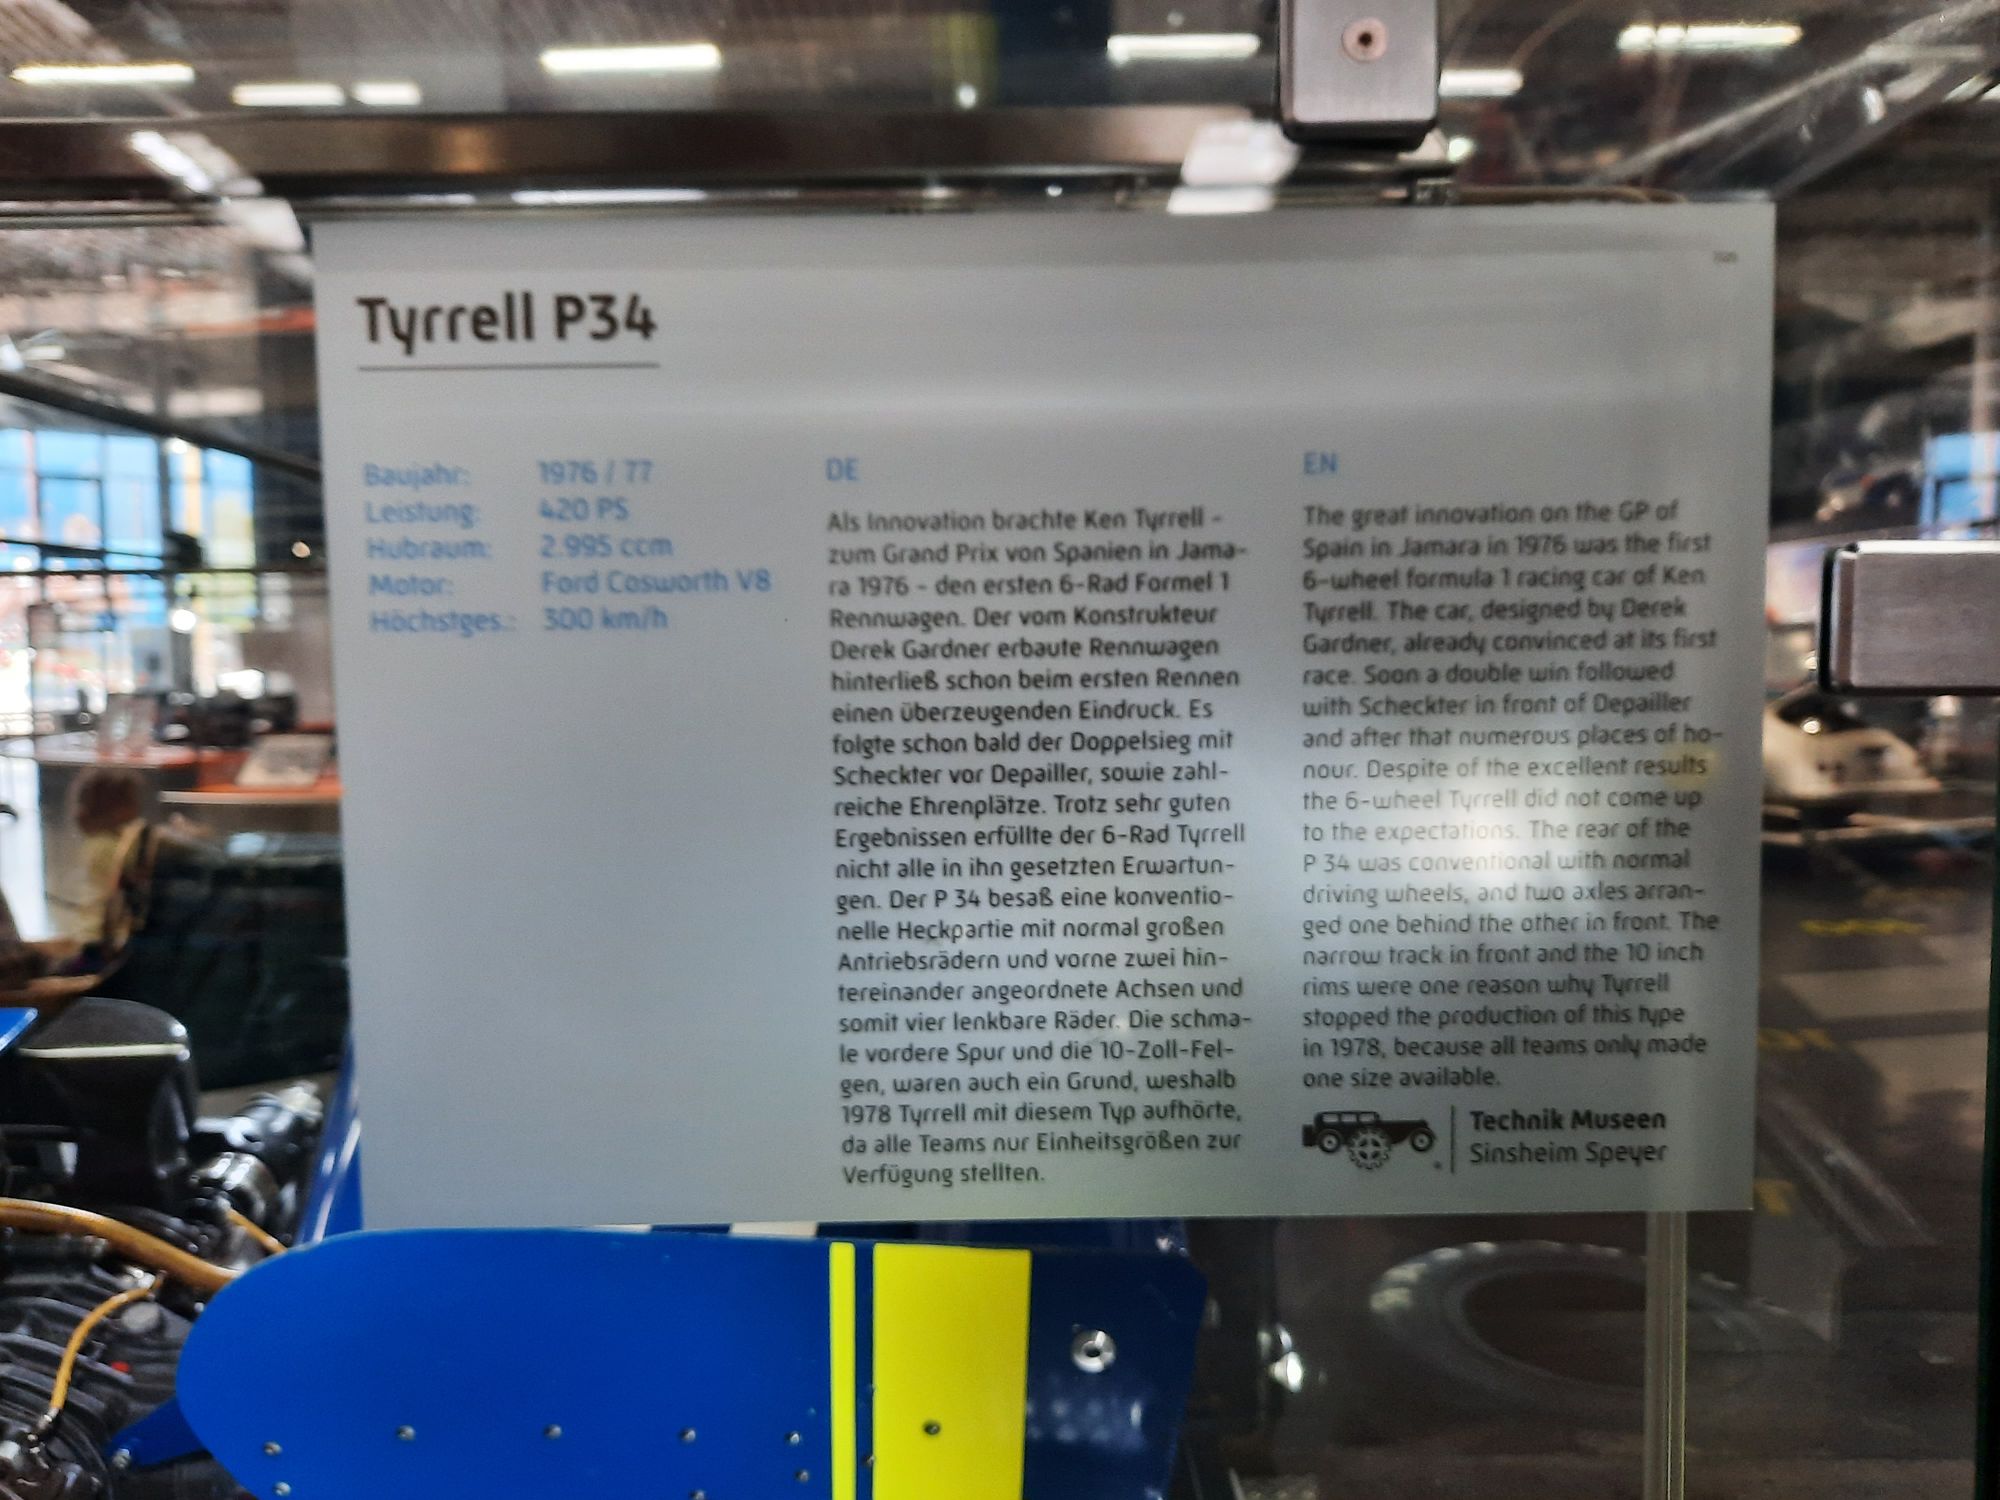 Tyrrell P34
Baujahr: 1976 / 77
Leistung: 420 PS
Hubraum: 2.995 ccm
Motor: Ford Cosworth V8
Höchstges.: 300 km/h
DE
Als Innovation brachte Ken Tyrrell -
zum Grand Prix von Spanien in Jama-
ra 1976 - den ersten 6-Rad Formel 1
Rennwagen. Der vom Konstrukteur
Derek Gardner erbaute Rennwagen
hinterließ schon beim ersten Rennen
einen überzeugenden Eindruck. Es
folgte schon bald der Doppelsieg mit
Scheckter vor Depailler, sowie zahl-
reiche Ehrenplätze. Trotz sehr guten
Ergebnissen erfüllte der 6-Rad Tyrrell
nicht alle in ihn gesetzten Erwartun-
gen. Der P 34 besaß eine konventio-
nelle Heckpartie mit normal großen
Antriebsrädern und vorne zwei hin-
tereinander angeordnete Achsen und
somit vier lenkbare Räder. Die schma-
le vordere Spur und die 10-Zoll-Fel-
gen, waren auch ein Grund, weshalb
1978 Tyrrell mit diesem Typ aufhörte,
da alle Teams nur Einheitsgrößen zur
Verfügung stellten.
EN
The great innovation on the GP of
Spain in Jamara in 1976 was the first
6-wheel formula 1 racing car of Ken
Tyrrell. The car, designed by Derek
Gardner, already convinced at its first
race. Soon a double win followed
with Scheckter in front of Depailler
and after that numerous places of ho-
nour. Despite of the excellent results
the 6-wheel Tyrrell did not come up
to the expectations. The rear of the
P 34 was conventional with normal
driving wheels, and two axles arran-
ged one behind the other in front. The
narrow track in front and the 10 inch
rims were one reason why Tyrrell
stopped the production of this type
in 1978, because all teams only made
one size available.
Technik Museen
Sinsheim Speyer